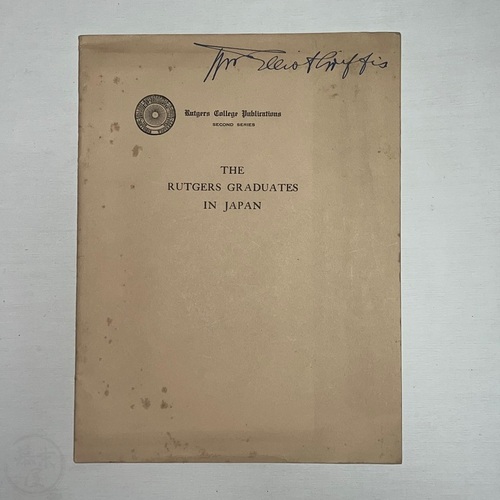 Wm Elliot Griffis
Rutgers College Publications
SECOND SERIES
THE
RUTGERS GRADUATES
IN JAPAN